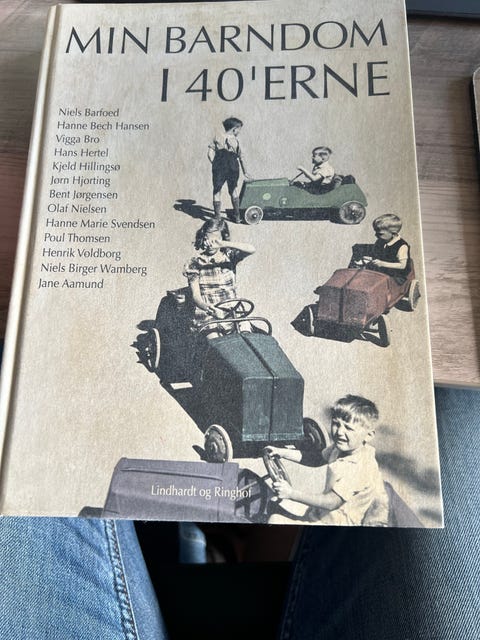 MIN BARNDOM
I 40'ERNE
Niels Barfoed
Hanne Bech Hansen
Vigga Bro
Hans Hertel
Kjeld Hillingsø
Jørn Hjorting
Bent Jørgensen
Olaf Nielsen
Hanne Marie Svendsen
Poul Thomsen
Henrik Voldborg
Niels Birger Wamberg
Jane Aamund
Lindhardt og Ringhof